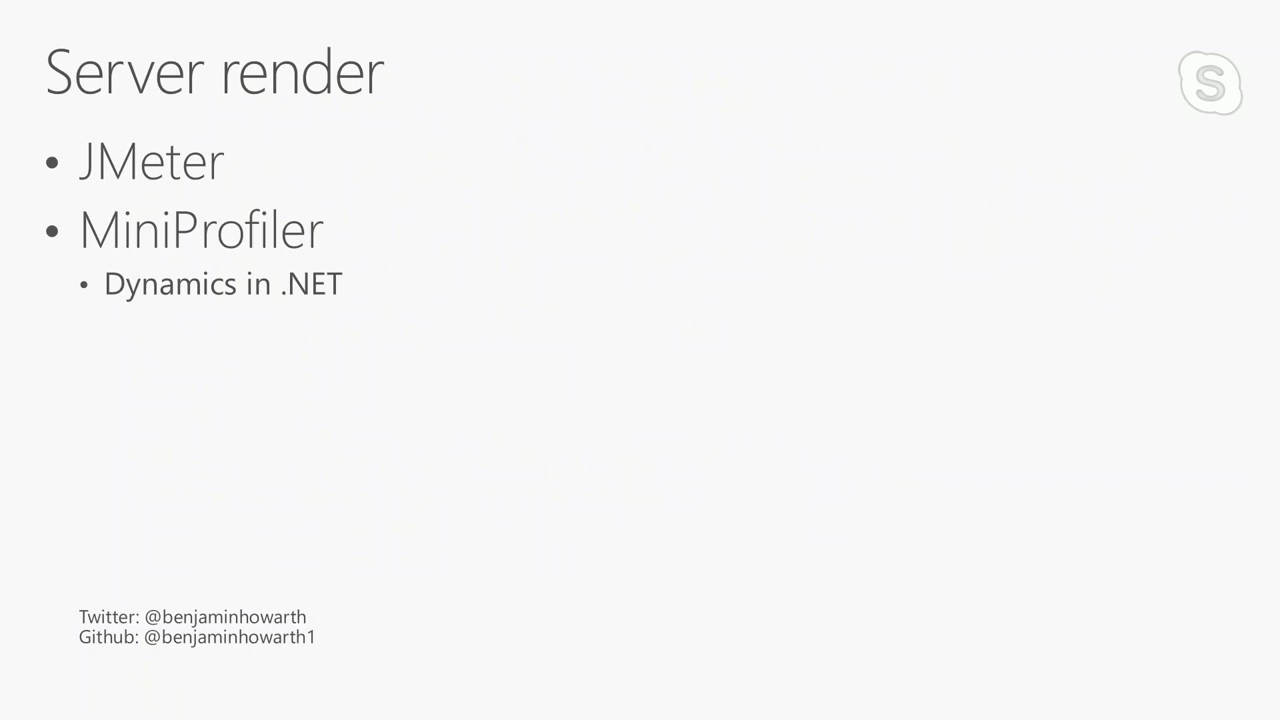 Server render
S
• JMeter
• MiniProfiler
• Dynamics in .NET
Twitter: @benjaminhowarth
Github: @benjaminhowarth1